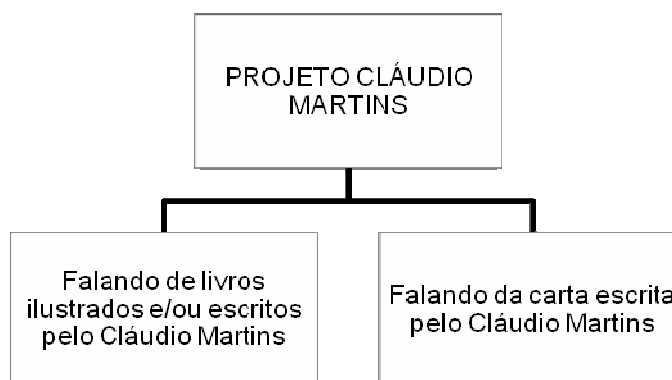 PROJETO CLÁUDIO
MARTINS
Falando de livros
ilustrados e/ou escritos
pelo Cláudio Martins
Falando da carta escrita
pelo Cláudio Martins